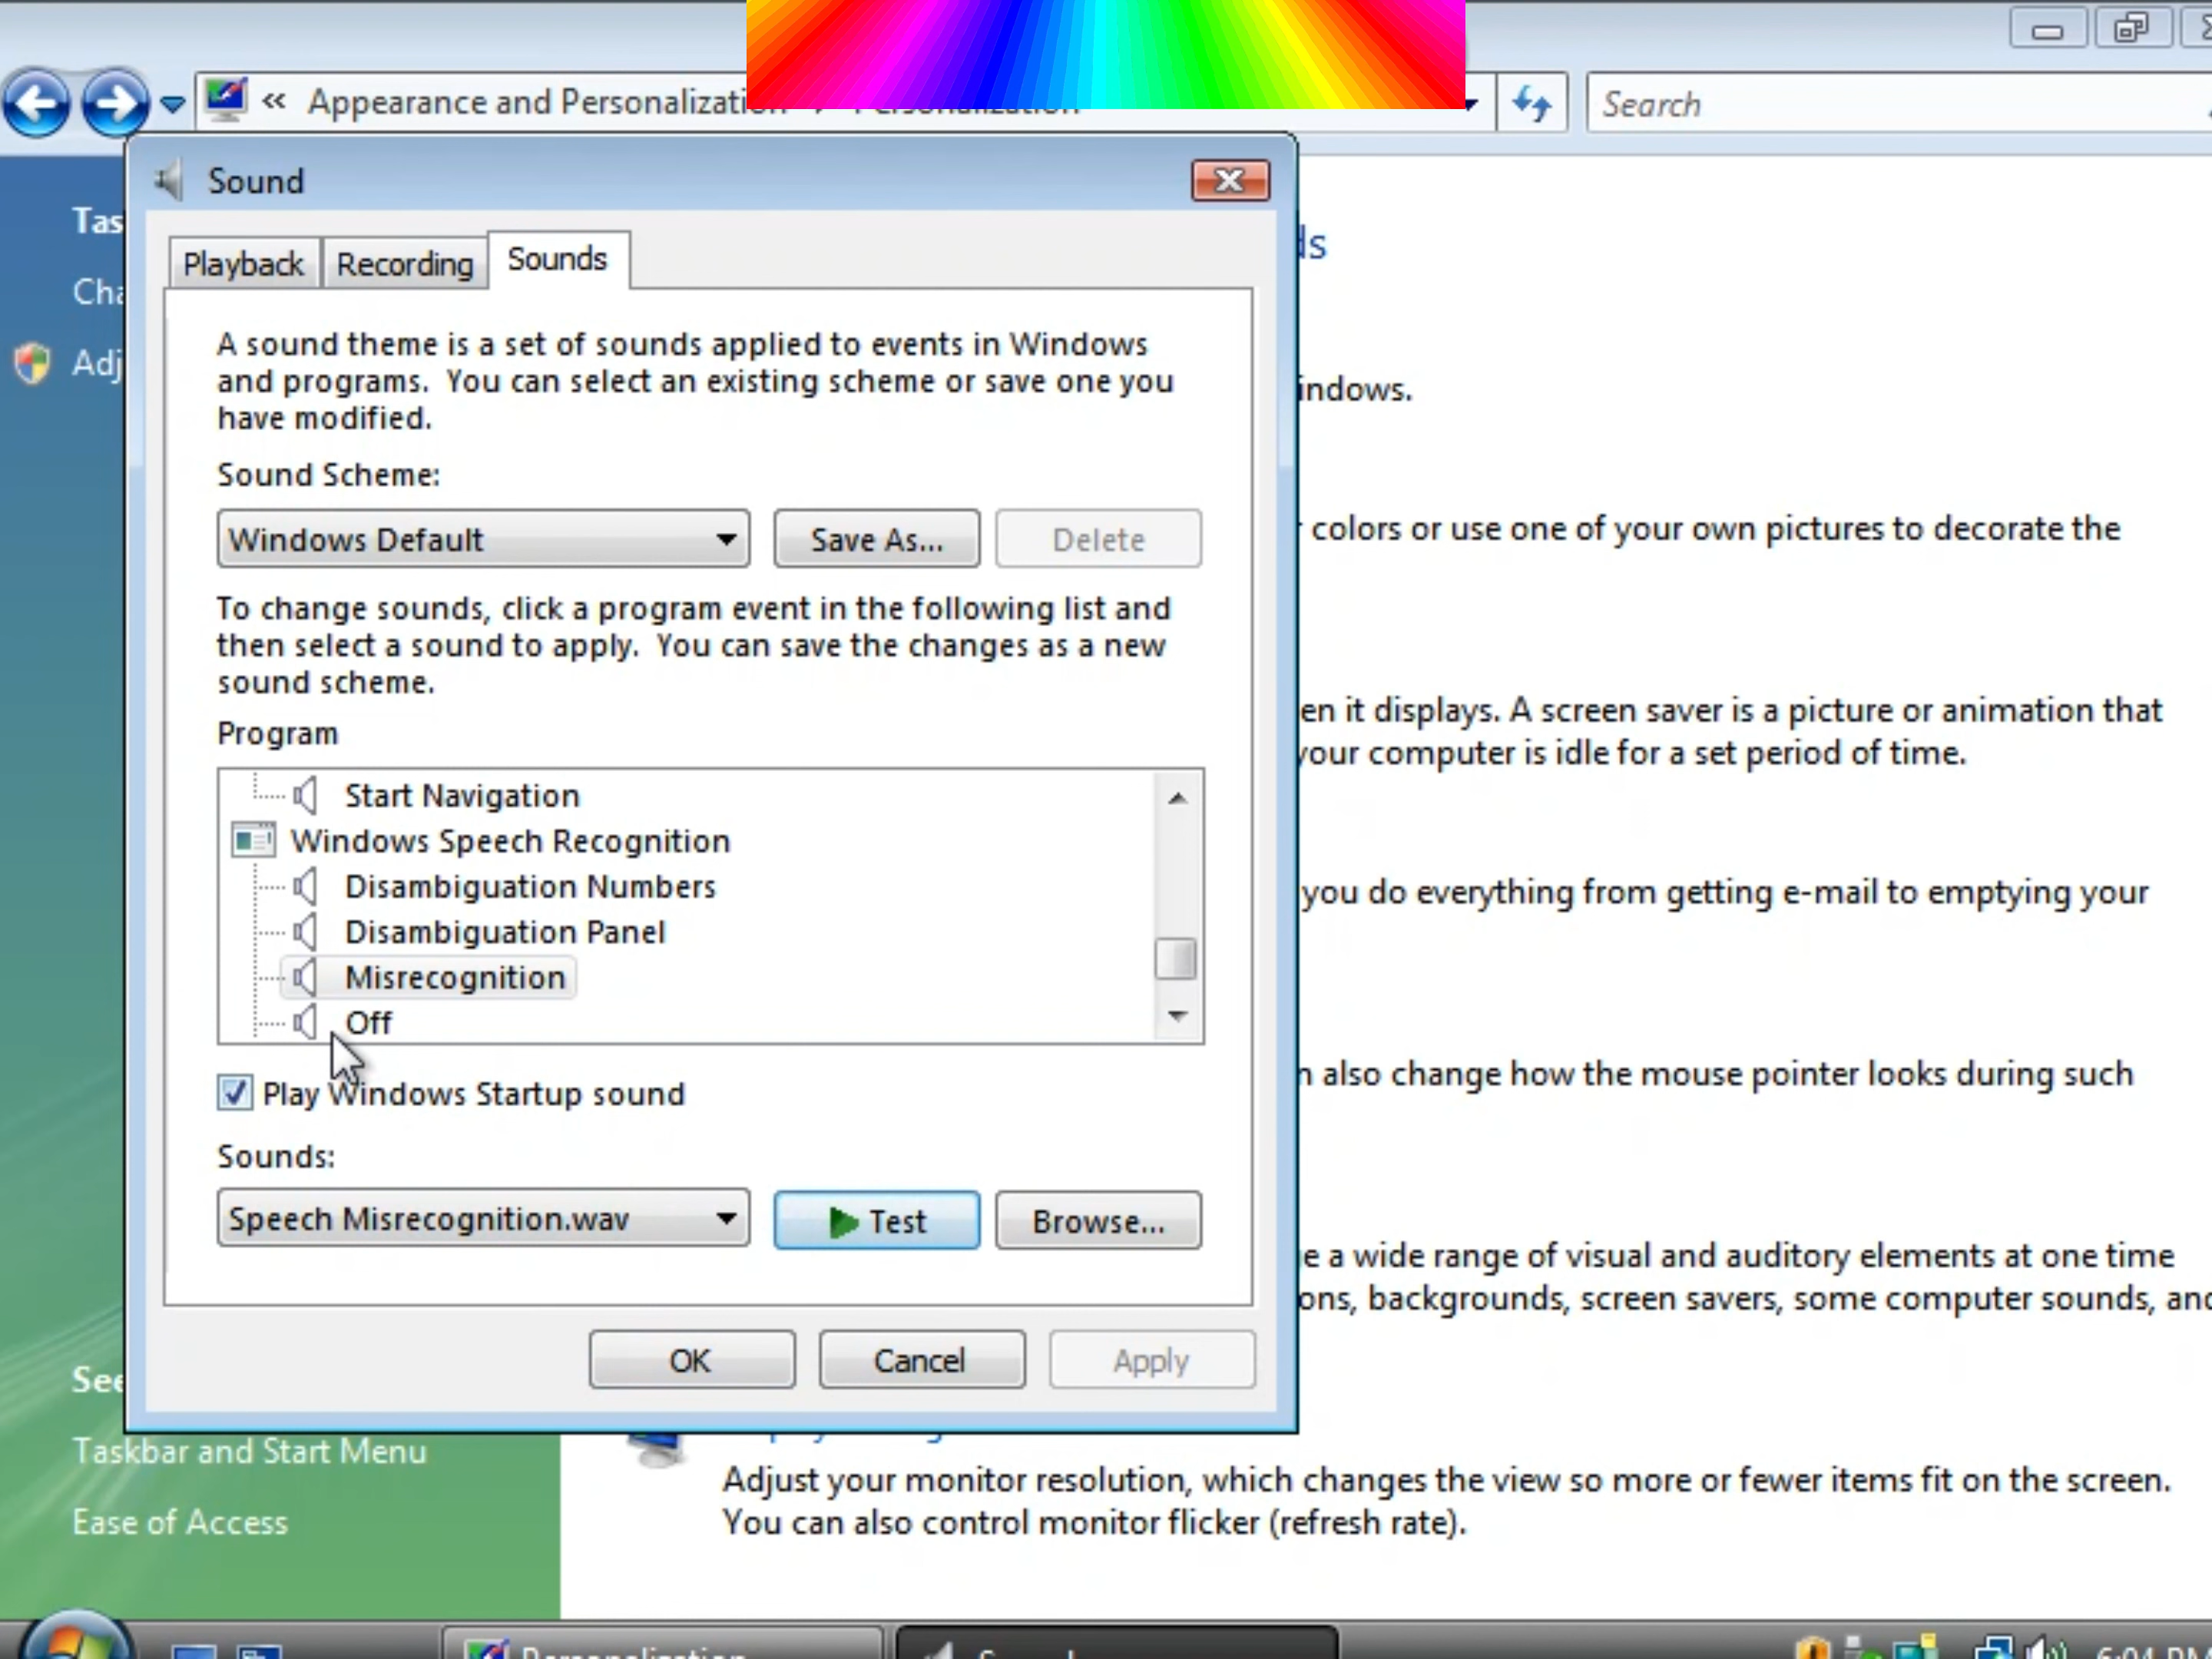 « Appearance and Personalization
Search
Sound
Playback
Recording
Sounds
A sound theme is a set of sounds applied to events in Windows
and programs.  You can select an existing scheme or save one you
have modified.
Sound Scheme:
Windows Default
Save As...
Delete
To change sounds, click a program event in the following list and
then select a sound to apply.  You can save the changes as a new
sound scheme.
Program
Start Navigation
Windows Speech Recognition
Disambiguation Numbers
Disambiguation Panel
Misrecognition
Off
Play Windows Startup sound
Sounds:
Speech Misrecognition.wav
Test
Browse...
OK
Cancel
Apply
Taskbar and Start Menu
Ease of Access
colors or use one of your own pictures to decorate the
it displays. A screen saver is a picture or animation that
your computer is idle for a set period of time.
you do everything from getting e-mail to emptying your
also change how the mouse pointer looks during such
a wide range of visual and auditory elements at one time
backgrounds, screen savers, some computer sounds, and
Adjust your monitor resolution, which changes the view so more or fewer items fit on the screen.
You can also control monitor flicker (refresh rate).
Personalization
6:04 PM